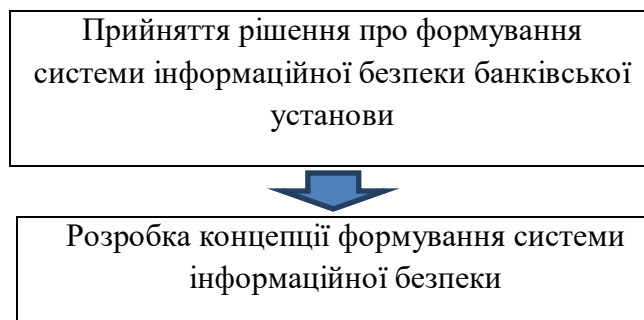 Прийняття рішення про формування
системи інформаційної безпеки банківської
установи
Розробка концепції формування системи
інформаційної безпеки